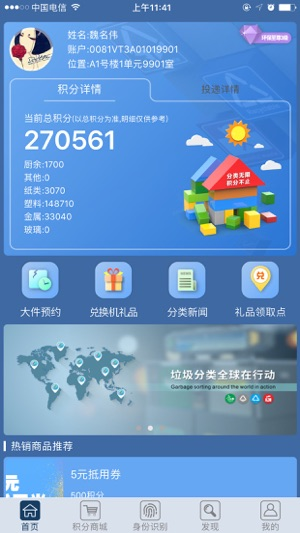 中国电信
上午11:41
姓名:魏名伟
账户:0081VT3A01019901
位置:A1号楼1单元9901室
积分详情
投递详情
当前总积分(以总积分为准,明细仅供参考)
270561
厨余:1700
其他:0
纸类:3070
塑料:148710
金属:33040
玻璃:0
分类无限
积分不止
大件预约
兑换机礼品
分类新闻
兑
礼品领取点
垃圾分类全球在行动
Garbage sorting around the world in action
热销商品推荐
5元抵用券
500积分
首页
积分商城
身份识别
发现
我的